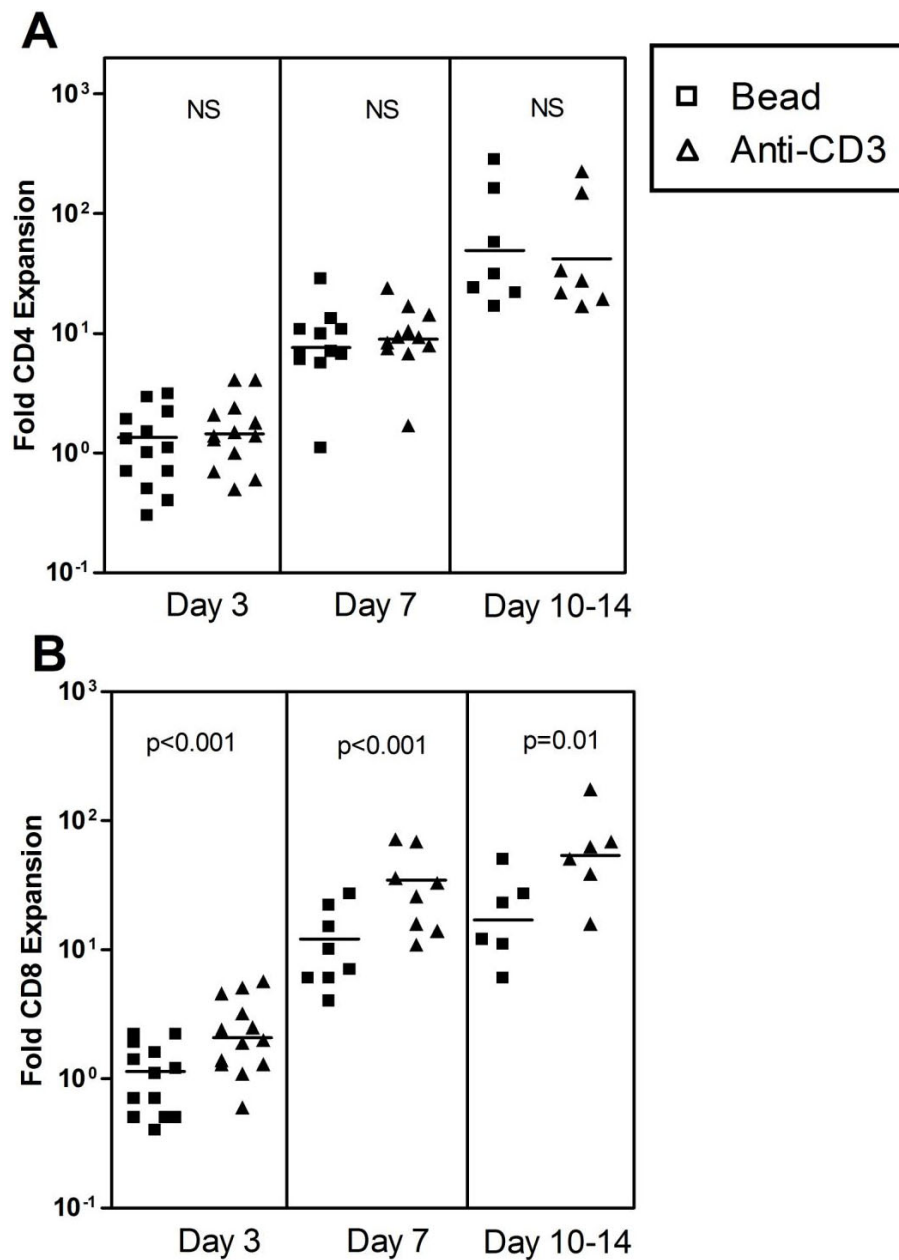 A
10³
10²
10¹
10⁰
10⁻¹
Fold CD4 Expansion
NS
NS
NS
Day 3
Day 7
Day 10-14
Bead
Anti-CD3
B
10³
10²
10¹
10⁰
10⁻¹
Fold CD8 Expansion
p<0.001
p<0.001
p=0.01
Day 3
Day 7
Day 10-14